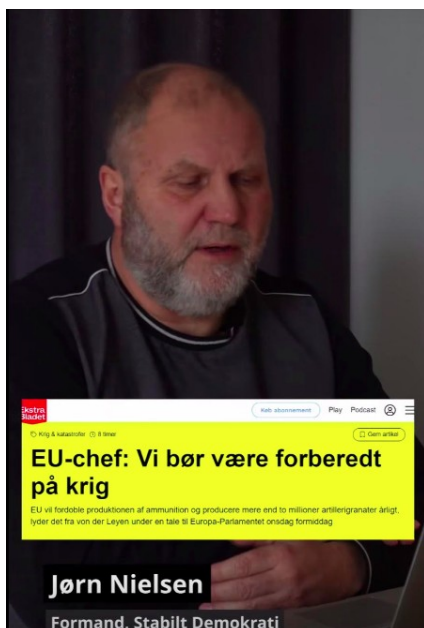 Ekstra
Bladet
Køb abonnement
Play
Podcast
Krig & katastrofer
8 timer
Gem artikel
EU-chef: Vi bør være forberedt
på krig
EU vil fordoble produktionen af ammunition og producere mere end to millioner artillerigranater årligt,
lyder det fra von der Leyen under en tale til Europa-Parlamentet onsdag formiddag
Jørn Nielsen
Formand, Stabilt Demokrati